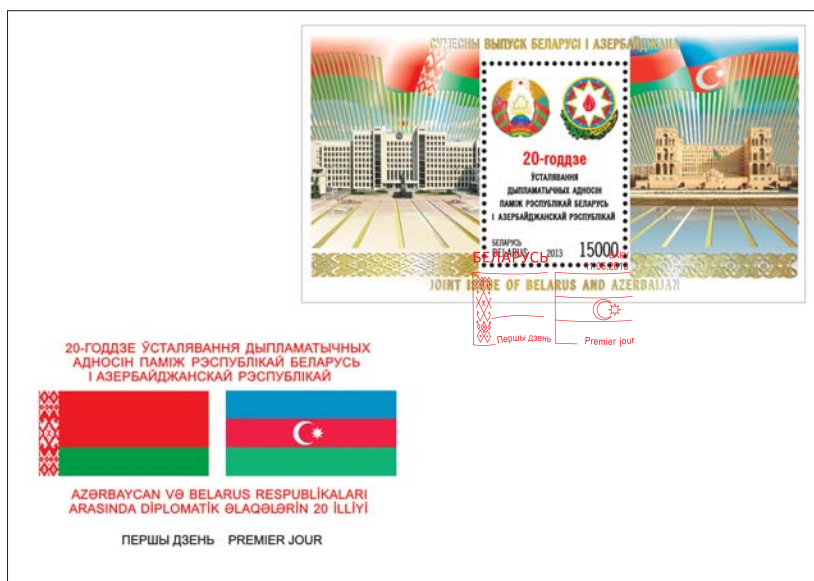 СУМЕСНЫ ВЫПУСК БЕЛАРУСІ І АЗЕРБАЙДЖАНА
20-годдзе
ЎСТАЛЯВАННЯ
ДЫПЛАМАТЫЧНЫХ АДНОСІН
ПАМІЖ РЭСПУБЛІКАЙ БЕЛАРУСЬ
І АЗЕРБАЙДЖАНСКАЙ РЭСПУБЛІКАЙ
БЕЛАРУСЬ
BELARUS 2013 15000
БЕЛАРУСЬ БАКУ
JOINT ISSUE OF BELARUS AND AZERBAIJAN
Першы дзень Premier jour
20-ГОДДЗЕ ЎСТАЛЯВАННЯ ДЫПЛАМАТЫЧНЫХ
АДНОСІН ПАМІЖ РЭСПУБЛІКАЙ БЕЛАРУСЬ
І АЗЕРБАЙДЖАНСКАЙ РЭСПУБЛІКАЙ
AZƏRBAYCAN VƏ BELARUS RESPUBLİKALARI
ARASINDA DİPLOMATİK ƏLAQƏLƏRİN 20 İLLİYİ
ПЕРШЫ ДЗЕНЬ PREMIER JOUR